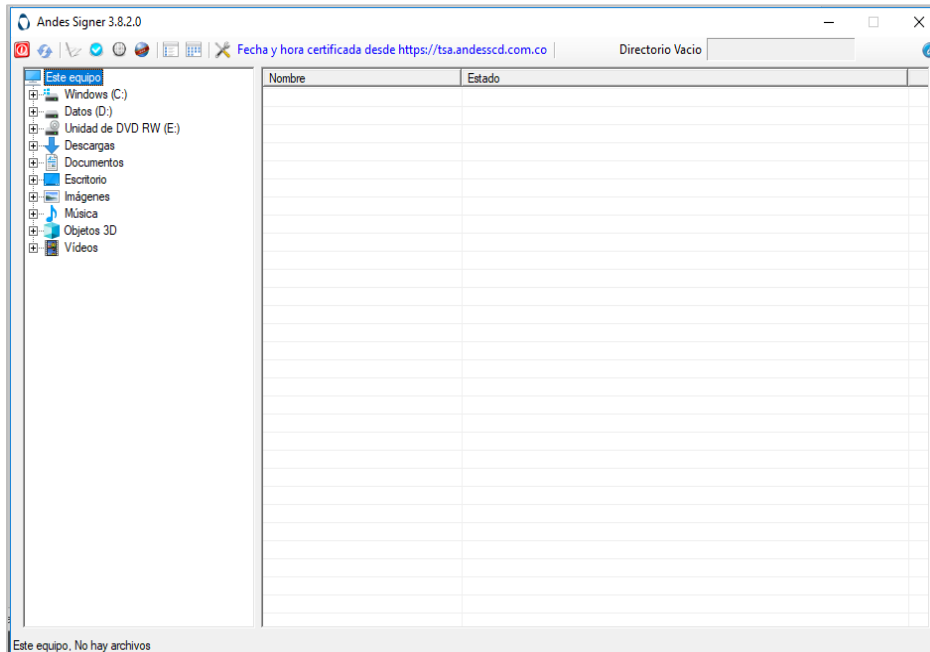 Andes Signer 3.8.2.0
Fecha y hora certificada desde https://tsa.andesscd.com.co Directorio Vacio
Este equipo
Windows (C:)
Datos (D:)
Unidad de DVD RW (E:)
Descargas
Documentos
Escritorio
Imágenes
Música
Objetos 3D
Vídeos
Nombre Estado
Este equipo, No hay archivos